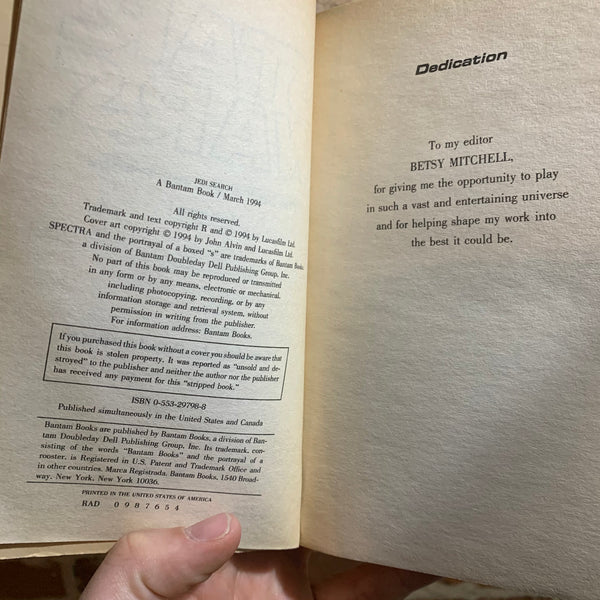 JEDI SEARCH
A Bantam Book / March 1994
All rights reserved.
Trademark and text copyright R and © 1994 by Lucasfilm Ltd.
Cover art copyright © 1994 by John Alvin and Lucasfilm Ltd.
SPECTRA and the portrayal of a boxed "s" are trademarks of Bantam Books
a division of Bantam Doubleday Dell Publishing Group, Inc.
No part of this book may be reproduced or transmitted
in any form or by any means, electronic or mechanical,
including photocopying, recording, or by any
information storage and retrieval system, without
permission in writing from the publisher.
For information address: Bantam Books.
If you purchased this book without a cover you should be aware that
this book is stolen property. It was reported as "unsold and de-
stroyed" to the publisher and neither the author nor the publisher
has received any payment for this "stripped book."
ISBN 0-553-29798-8
Published simultaneously in the United States and Canada
Bantam Books are published by Bantam Books, a division of Ban-
tam Doubleday Dell Publishing Group, Inc. Its trademark, con-
sisting of the words "Bantam Books" and the portrayal of a
rooster, is Registered in U.S. Patent and Trademark Office and
in other countries. Marca Registrada. Bantam Books, 1540 Broad-
way, New York, New York 10036.
PRINTED IN THE UNITED STATES OF AMERICA
RAD 0 9 8 7 6 5 4
Dedication
To my editor
BETSY MITCHELL,
for giving me the opportunity to play
in such a vast and entertaining universe
and for helping shape my work into
the best it could be.